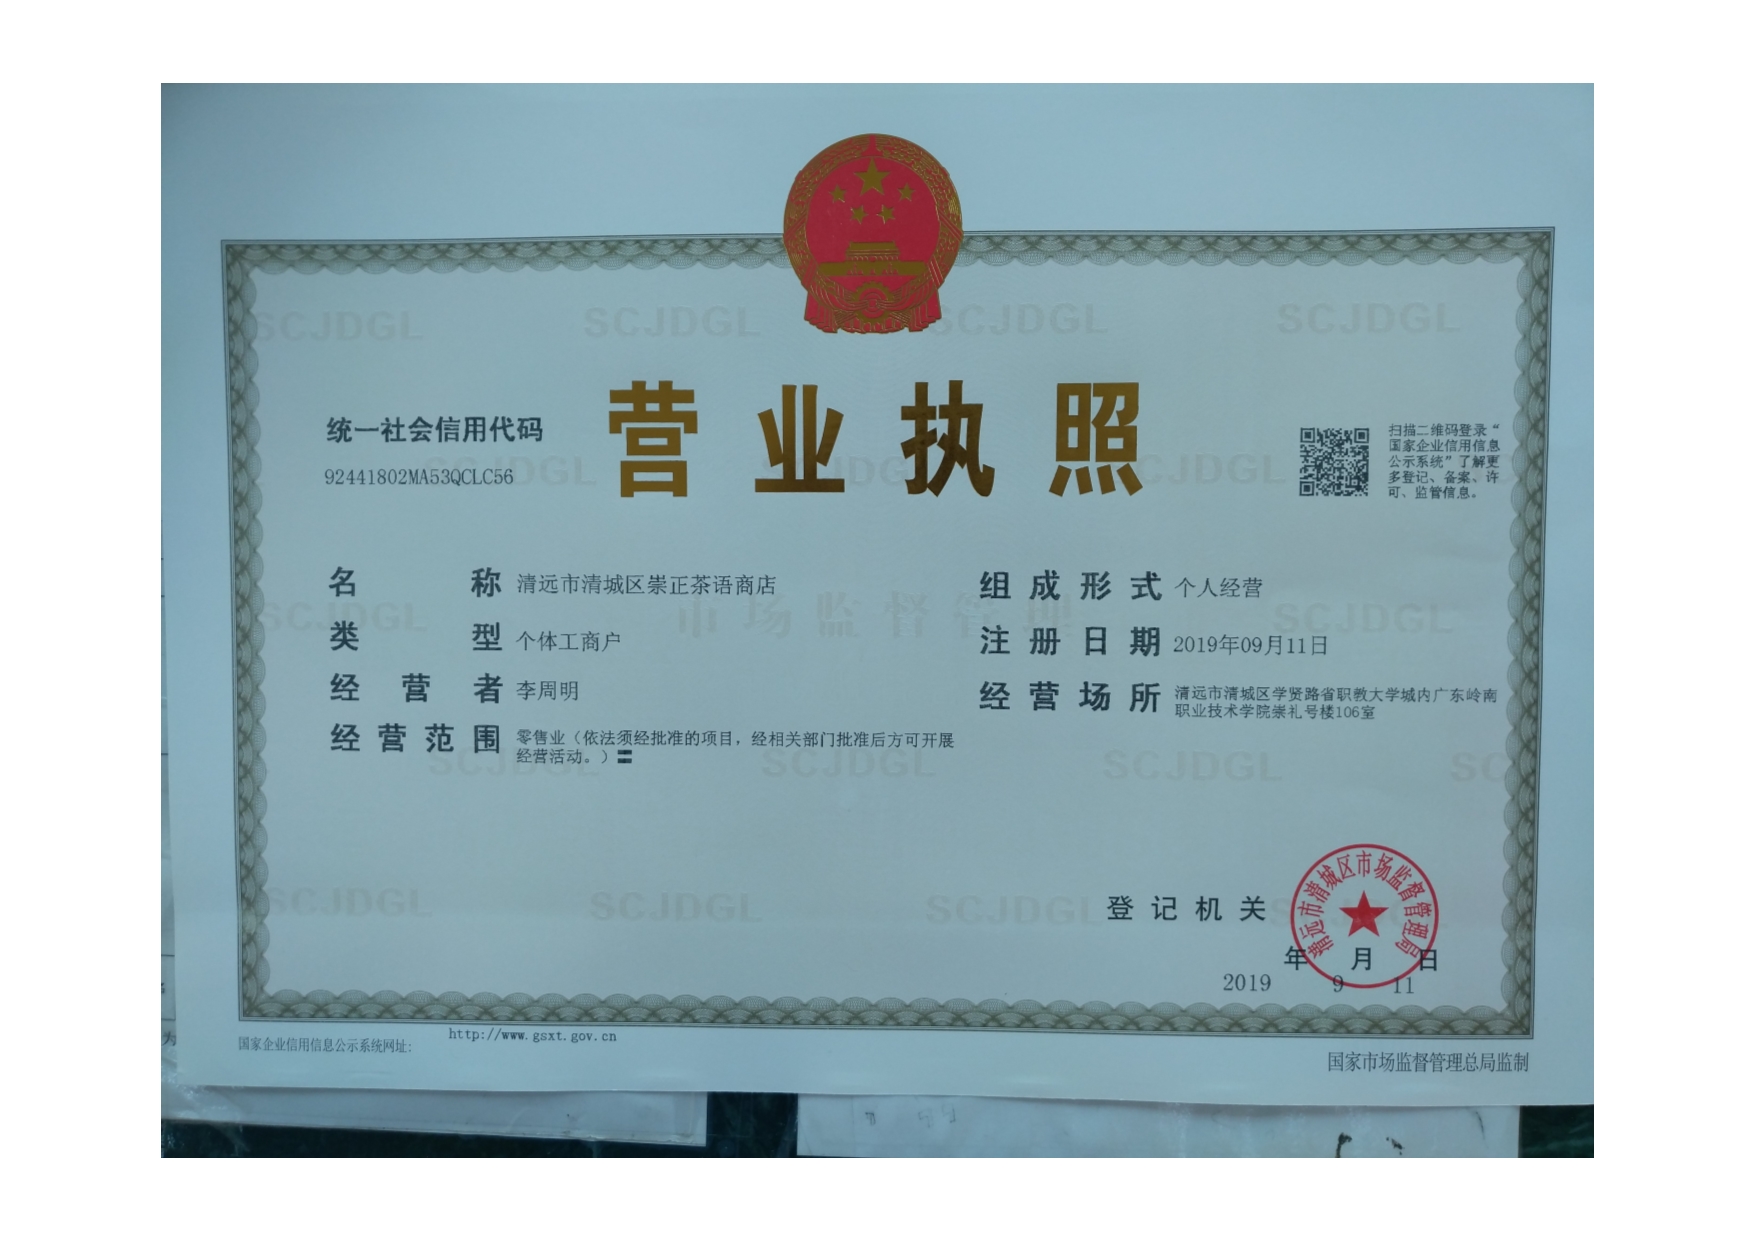 营业执照
统一社会信用代码
92441802MA53QCLC56
扫描二维码登录“
国家企业信用信息
公示系统”了解更
多登记、备案、许
可、监管信息。
名称 清远市清城区崇正茶语商店
类型 个体工商户
经营者 李周明
经营范围 零售业（依法须经批准的项目，经相关部门批准后方可开展
经营活动。）
组成形式 个人经营
注册日期 2019年09月11日
经营场所 清远市清城区学贤路省职教大学城内广东岭南
职业技术学院崇礼号楼106室
登记机关
清远市清城区市场监督管理局
年 月 日
2019 9 11
国家企业信用信息公示系统网址:
http://www.gsxt.gov.cn
国家市场监督管理总局监制
SCJDGL
市场监督管理